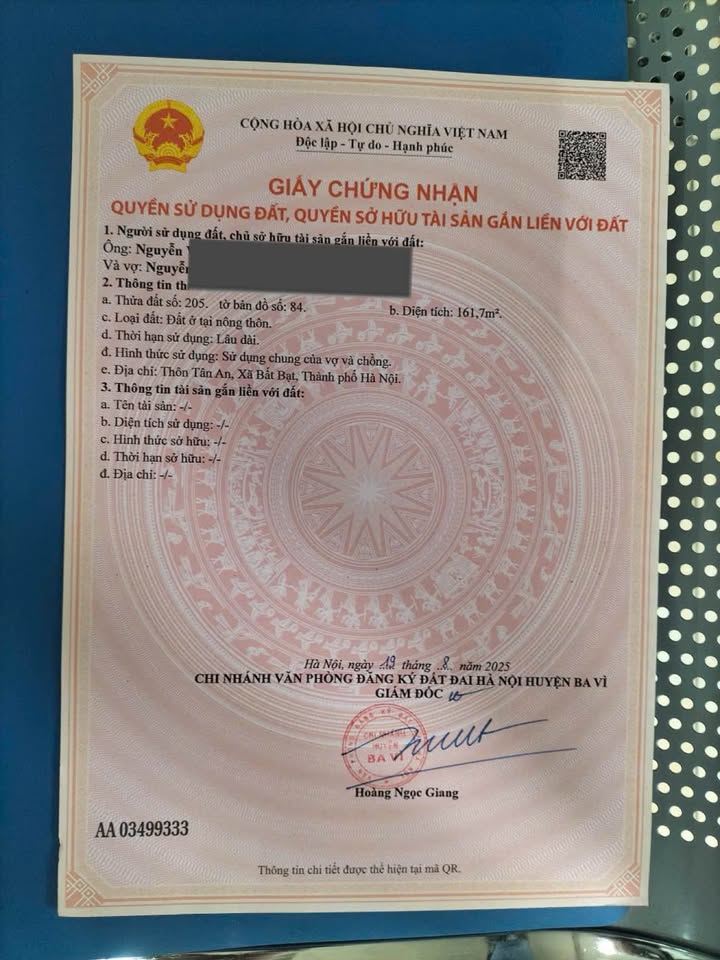 CỘNG HÒA XÃ HỘI CHỦ NGHĨA VIỆT NAM
Độc lập - Tự do - Hạnh phúc
GIẤY CHỨNG NHẬN
QUYỀN SỬ DỤNG ĐẤT, QUYỀN SỞ HỮU TÀI SẢN GẮN LIỀN VỚI ĐẤT
1. Người sử dụng đất, chủ sở hữu tài sản gắn liền với đất:
Ông: Nguyễn
Và vợ: Nguyễn
2. Thông tin
a. Thửa đất số: 205. tờ bản đồ số: 84. b. Diện tích: 161,7m².
c. Loại đất: Đất ở tại nông thôn.
d. Thời hạn sử dụng: Lâu dài.
đ. Hình thức sử dụng: Sử dụng chung của vợ và chồng.
e. Địa chỉ: Thôn Tân An, Xã Bất Bạt, Thành phố Hà Nội.
3. Thông tin tài sản gắn liền với đất:
a. Tên tài sản: -/-
b. Diện tích sử dụng: -/-
c. Hình thức sở hữu: -/-
d. Thời hạn sở hữu: -/-
đ. Địa chỉ: -/-
Hà Nội, ngày 19 tháng 8 năm 2025
CHI NHÁNH VĂN PHÒNG ĐĂNG KÝ ĐẤT ĐAI HÀ NỘI HUYỆN BA VÌ
GIÁM ĐỐC
CHI NHÁNH
HUYỆN
BA VÌ
Hoàng Ngọc Giang
AA 03499333
Thông tin chi tiết được thể hiện tại mã QR.